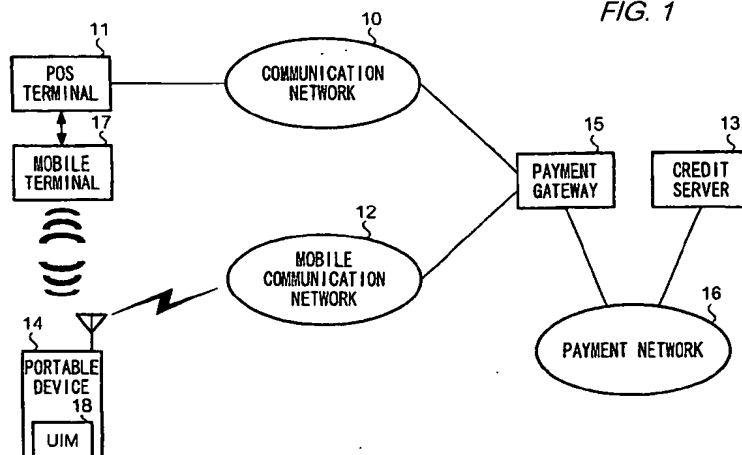 FIG. 1
10
11
POS
TERMINAL
COMMUNICATION
NETWORK
17
MOBILE
TERMINAL
15
PAYMENT
GATEWAY
13
CREDIT
SERVER
12
MOBILE
COMMUNICATION
NETWORK
16
PAYMENT NETWORK
14
PORTABLE
DEVICE
18
UIM